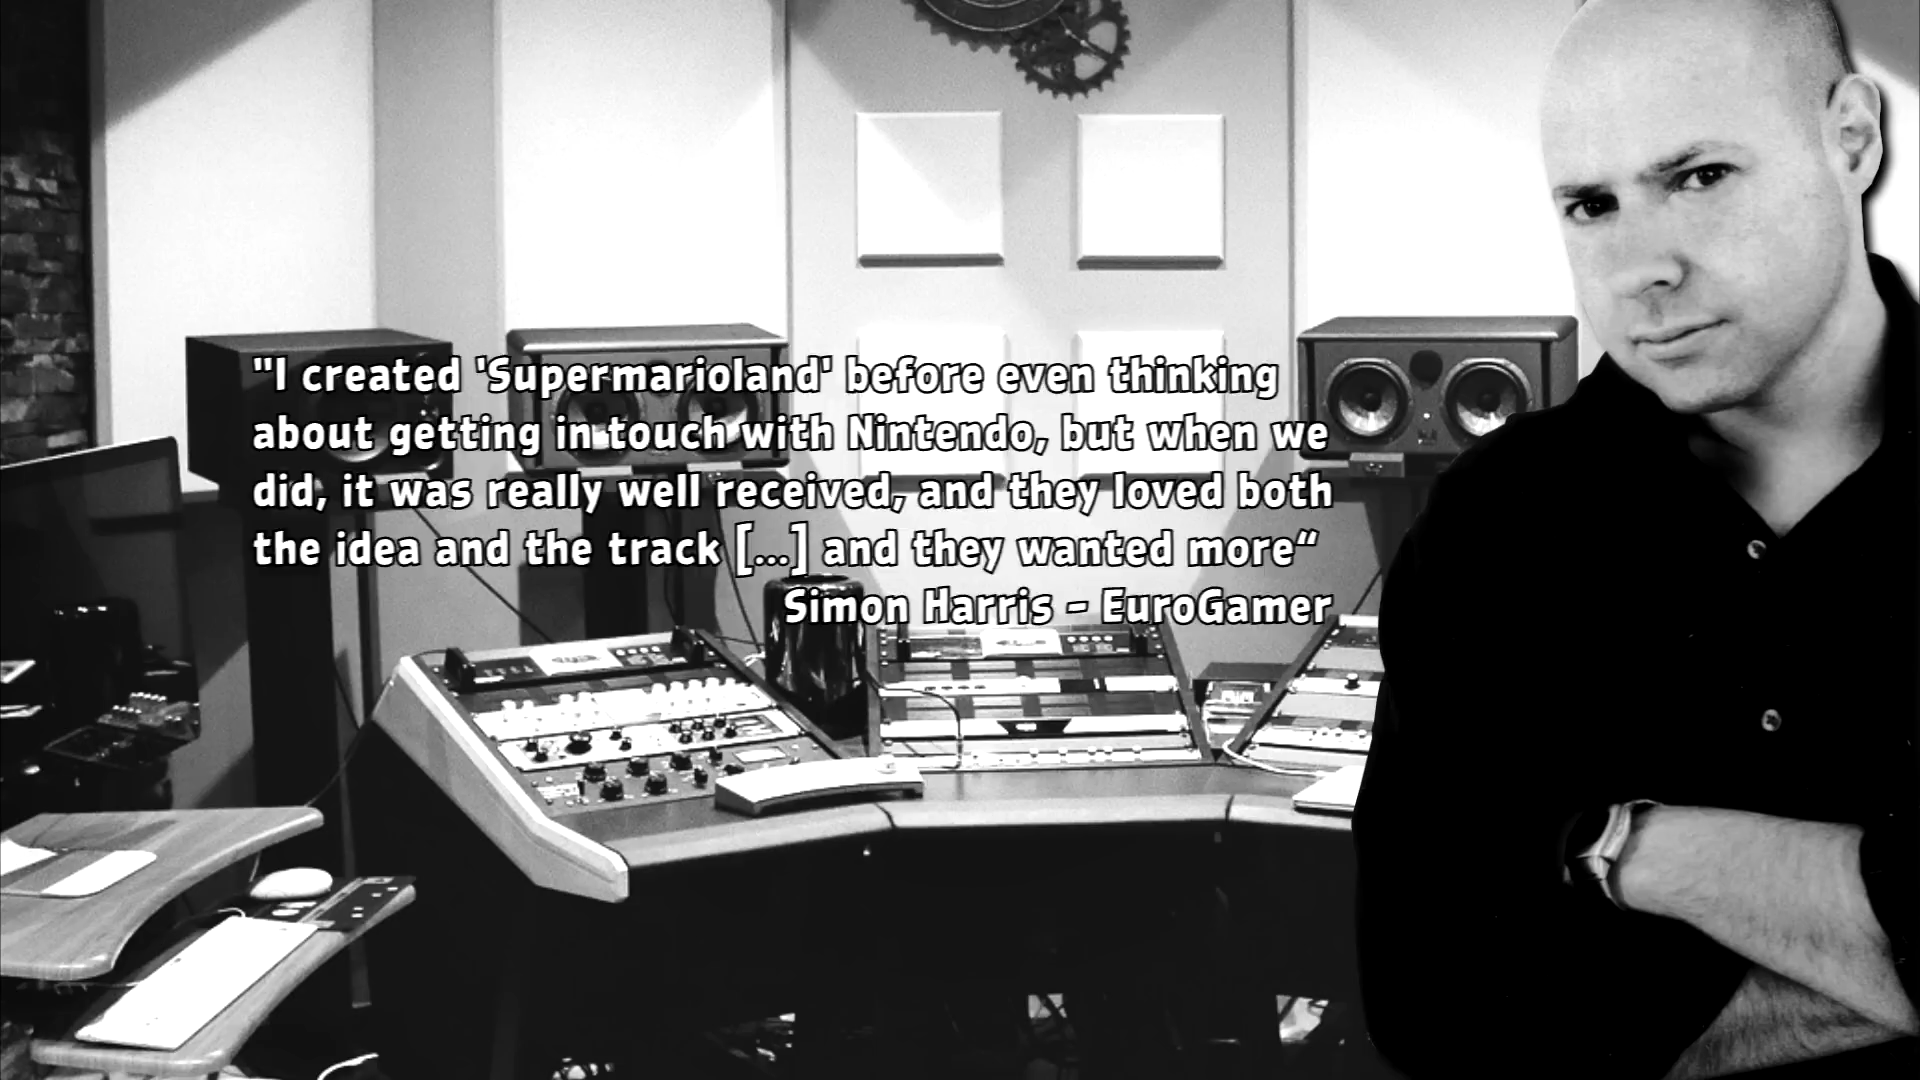 "I created 'Supermarioland' before even thinking
about getting in touch with Nintendo, but when we
did, it was really well received, and they loved both
the idea and the track [...] and they wanted more“
Simon Harris - EuroGamer